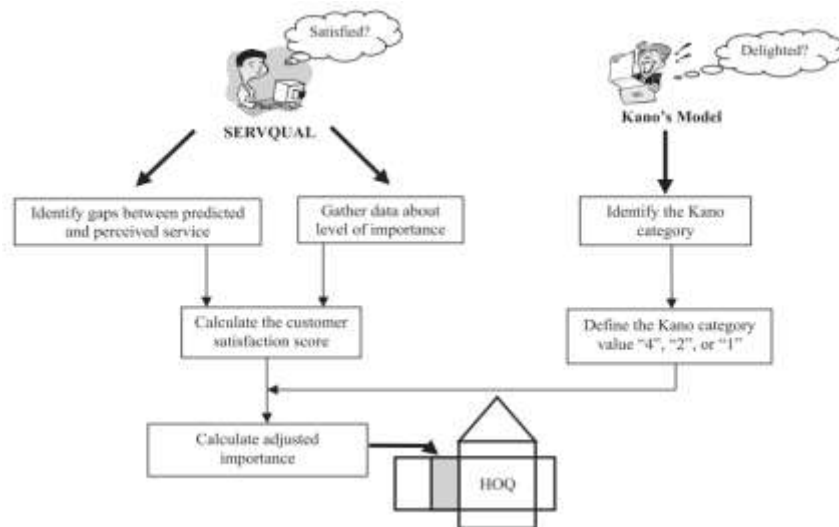 Satisfied?
Delighted?
SERVQUAL
Kano's Model
Identify gaps between predicted
and perceived service
Gather data about
level of importance
Identify the Kano
category
Calculate the customer
satisfaction score
Define the Kano category
value “4”, “2”, or “1”
Calculate adjusted
importance
HOQ